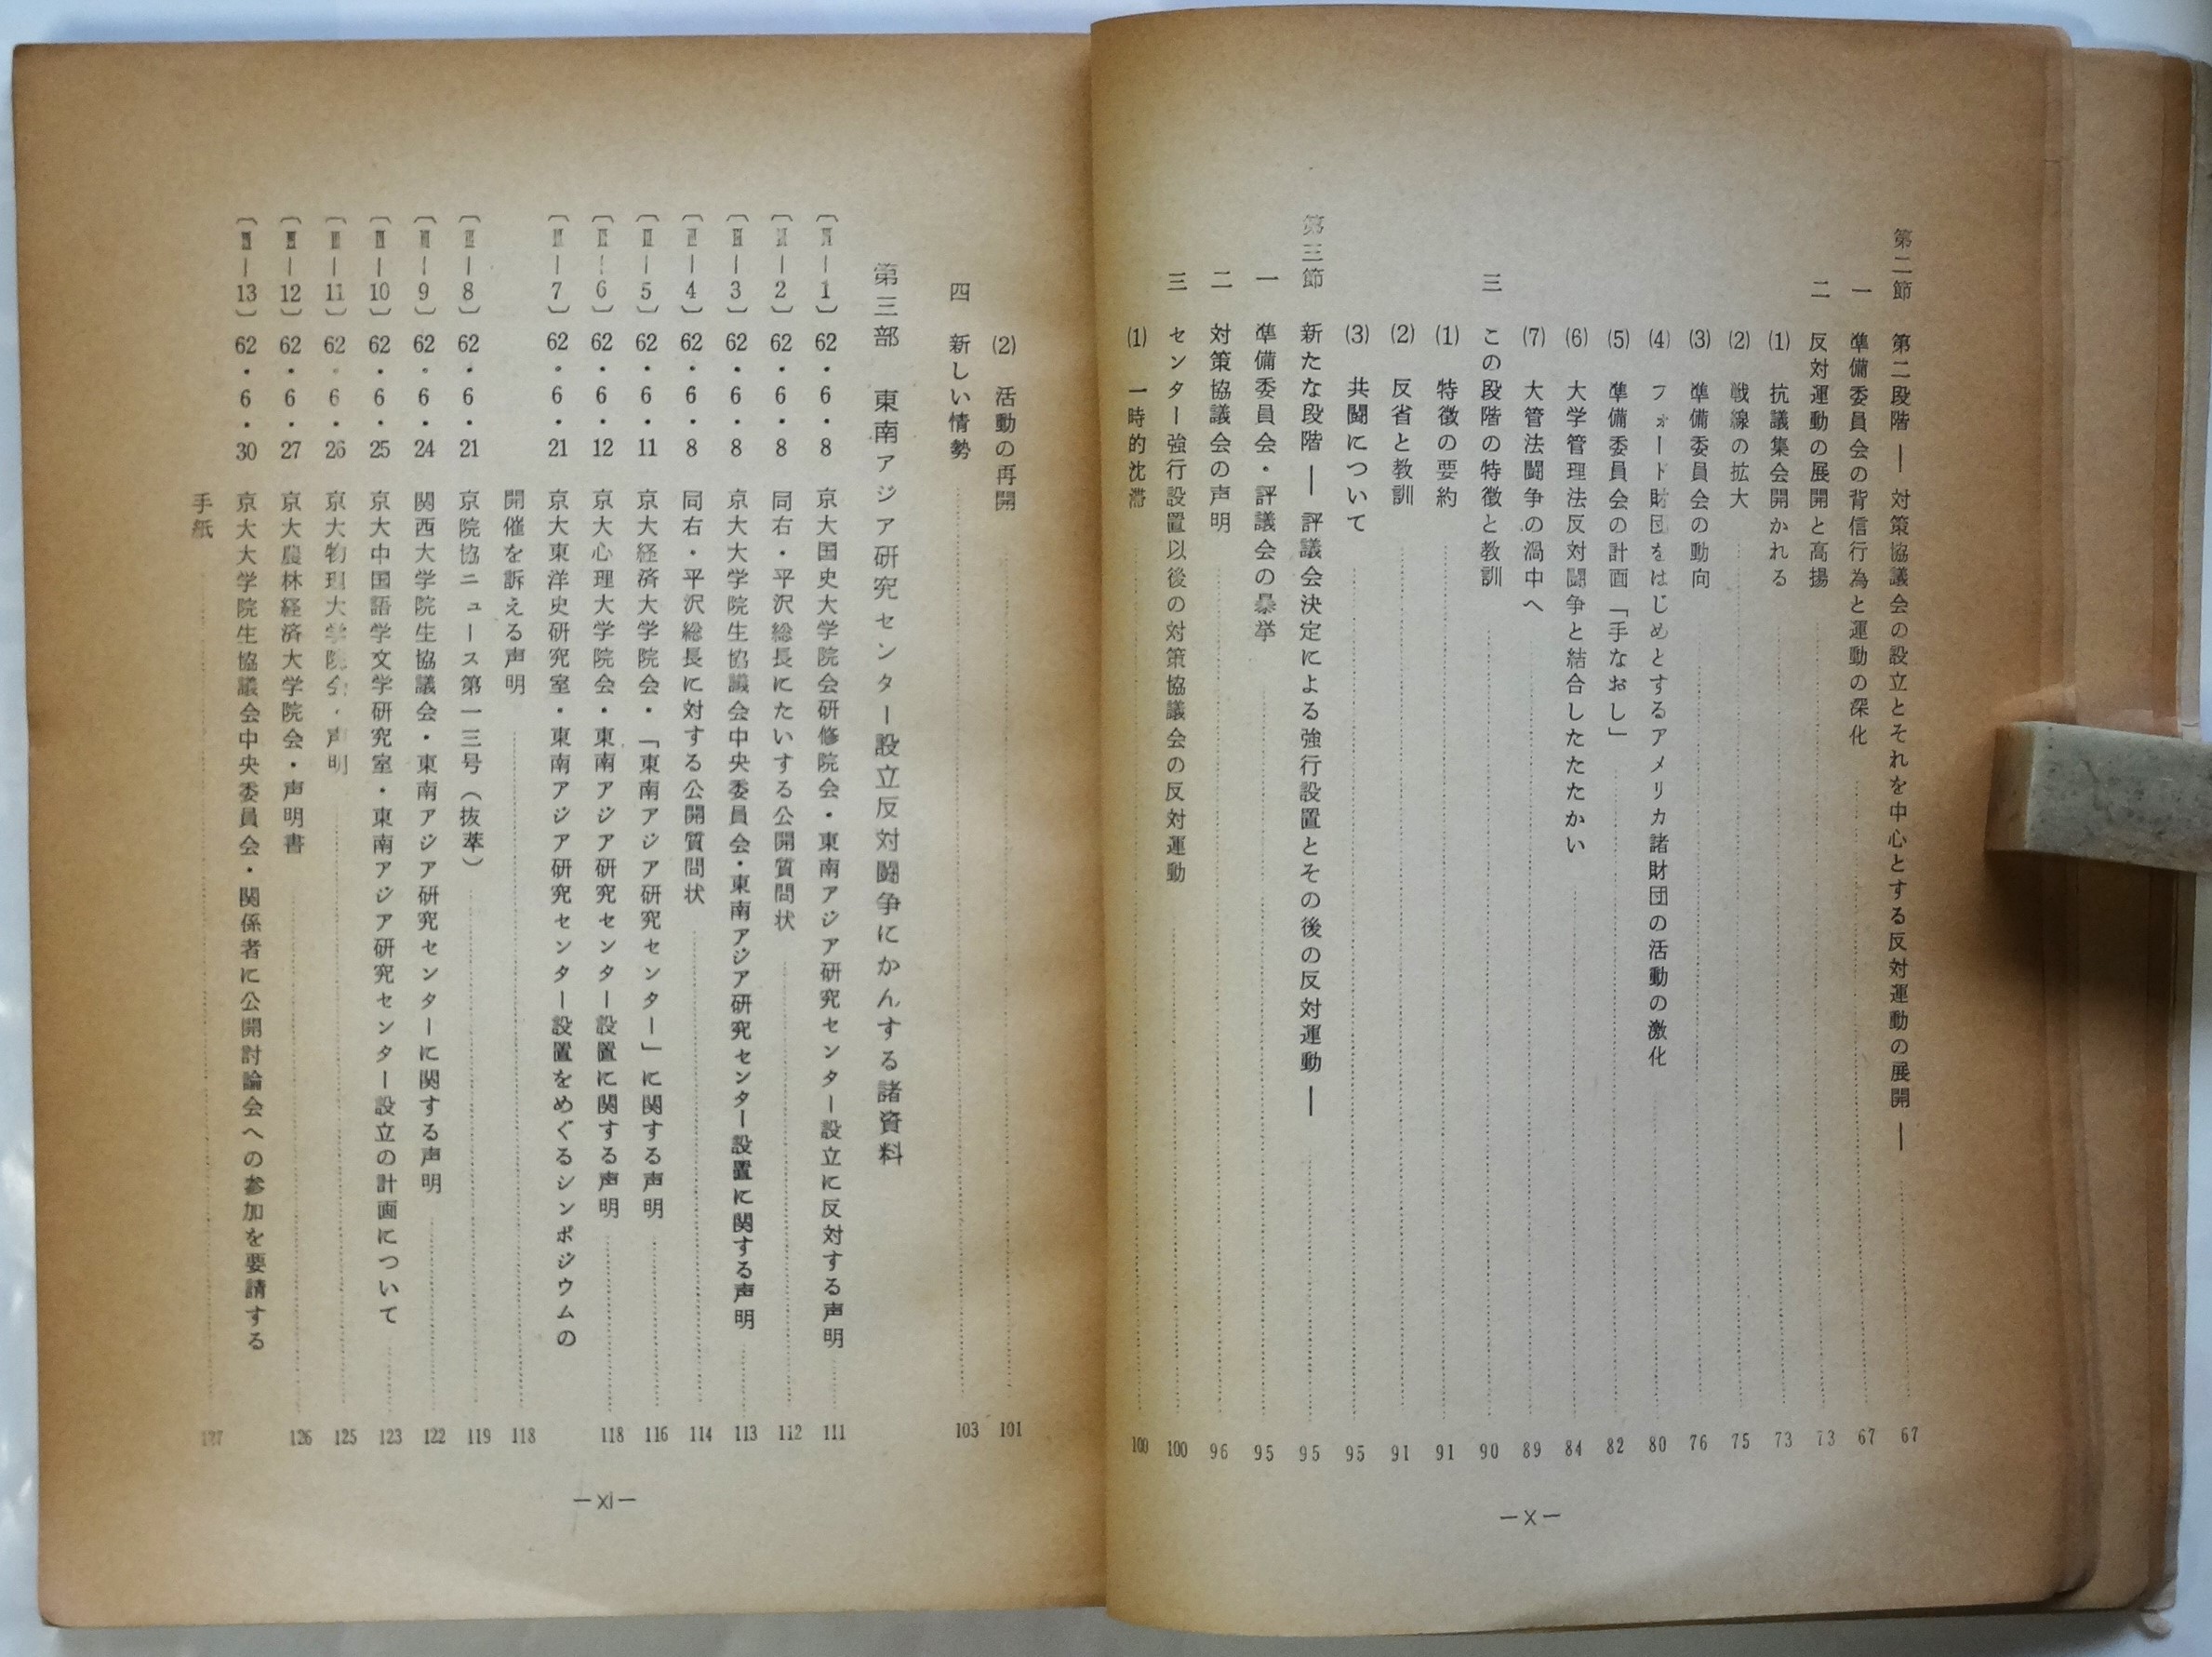 第二節 第二段階 — 対策協議会の設立とそれを中心とする反対運動の展開 — 67
一 準備委員会の背信行為と運動の深化 67
二 反対運動の展開と高揚 73
(1) 抗議集会開かれる 73
(2) 戦線の拡大 75
(3) 準備委員会の動向 76
(4) フォード財団をはじめとするアメリカ諸財団の活動の激化 80
(5) 準備委員会の計画「手なおし」 82
(6) 大学管理法反対闘争と結合したたたかい 84
(7) 大管法闘争の渦中へ 89
三 この段階の特徴と教訓 90
(1) 特徴の要約 91
(2) 反省と教訓 91
(3) 共闘について 95
第三節 新たな段階 — 評議会決定による強行設置とその後の反対運動 — 95
一 準備委員会・評議会の暴挙 95
二 対策協議会の声明 96
三 センター強行設置以後の対策協議会の反対運動 100
(1) 一時的沈滞 100
—x—
(2) 活動の再開 101
四 新しい情勢 103
第三部 東南アジア研究センター設立反対闘争にかんする諸資料
〔Ⅲ—1〕 62・6・8 京大国史大学院会研修院会・東南アジア研究センター設立に反対する声明 111
〔Ⅲ—2〕 62・6・8 同右・平沢総長にたいする公開質問状 112
〔Ⅲ—3〕 62・6・8 京大大学院生協議会中央委員会・東南アジア研究センター設置に関する声明 113
〔Ⅲ—4〕 62・6・8 同右・平沢総長に対する公開質問状 114
〔Ⅲ—5〕 62・6・11 京大経済大学院会・「東南アジア研究センター」に関する声明 116
〔Ⅲ—6〕 62・6・12 京大心理大学院会・東南アジア研究センター設置に関する声明 118
〔Ⅲ—7〕 62・6・21 京大東洋史研究室・東南アジア研究センター設置をめぐるシンポジウムの
開催を訴える声明 118
〔Ⅲ—8〕 62・6・21 京院協ニュース第一三号（抜萃） 119
〔Ⅲ—9〕 62・6・24 関西大学院生協議会・東南アジア研究センターに関する声明 122
〔Ⅲ—10〕 62・6・25 京大中国語学文学研究室・東南アジア研究センター設立の計画について 123
〔Ⅲ—11〕 62・6・26 京大物理大学院会・声明 125
〔Ⅲ—12〕 62・6・27 京大農林経済大学院会・声明書 126
〔Ⅲ—13〕 62・6・30 京大大学院生協議会中央委員会・関係者に公開討論会への参加を要請する
手紙 127
—xi—